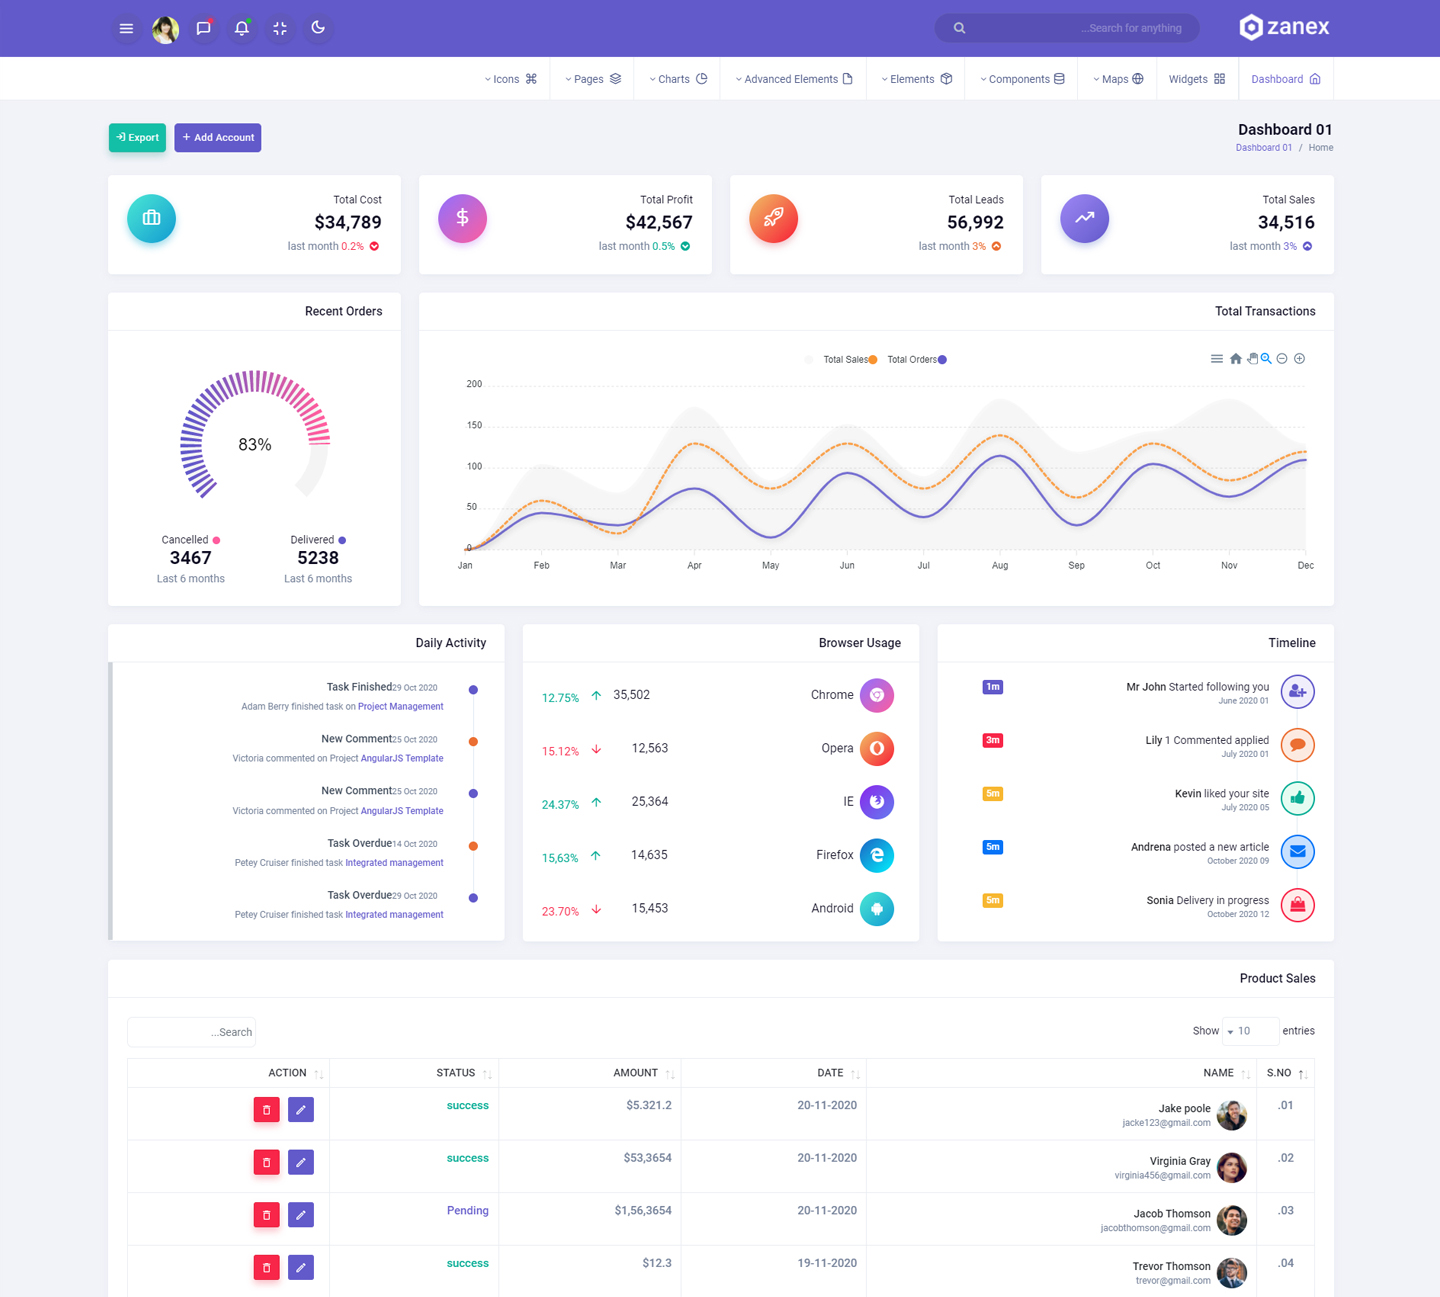 zanex
...Search for anything
Dashboard
Widgets
Maps
Components
Elements
Advanced Elements
Charts
Pages
Icons
Dashboard 01
Dashboard 01 / Home
Export
+ Add Account
Total Sales
34,516
last month 3%
Total Leads
56,992
last month 3%
Total Profit
$42,567
last month 0.5%
Total Cost
$34,789
last month 0.2%
Total Transactions
Total Sales Total Orders
200
150
100
50
0
Jan Feb Mar Apr May Jun Jul Aug Sep Oct Nov Dec
Recent Orders
83%
Cancelled Delivered
3467 5238
Last 6 months Last 6 months
Timeline
Mr John Started following you 1m
June 2020 01
Lily 1 Commented applied 3m
July 2020 01
Kevin liked your site 5m
July 2020 05
Andrena posted a new article 5m
October 2020 09
Sonia Delivery in progress 5m
October 2020 12
Browser Usage
12.75% 35,502 Chrome
15.12% 12,563 Opera
24.37% 25,364 IE
15,63% 14,635 Firefox
23.70% 15,453 Android
Daily Activity
Task Finished29 Oct 2020
Adam Berry finished task on Project Management
New Comment25 Oct 2020
Victoria commented on Project AngularJS Template
New Comment25 Oct 2020
Victoria commented on Project AngularJS Template
Task Overdue14 Oct 2020
Petey Cruiser finished task Integrated management
Task Overdue29 Oct 2020
Petey Cruiser finished task Integrated management
Product Sales
Show 10 entries
...Search
ACTION STATUS AMOUNT DATE NAME S.NO
success $5.321.2 20-11-2020 Jake poole .01
jacke123@gmail.com
success $53,3654 20-11-2020 Virginia Gray .02
virginia456@gmail.com
Pending $1,56,3654 20-11-2020 Jacob Thomson .03
jacobthomson@gmail.com
success $12.3 19-11-2020 Trevor Thomson .04
trevor@gmail.com